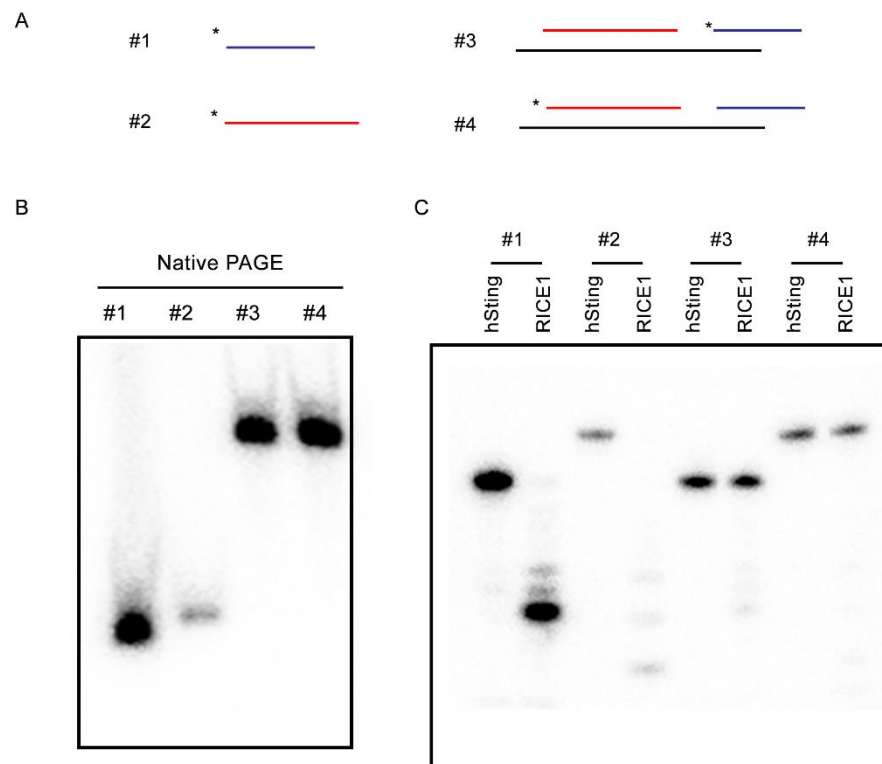 A
#1
*
#2
*
#3
*
#4
*
B
Native PAGE
#1 #2 #3 #4
C
#1 #2 #3 #4
hSting RICE1 hSting RICE1 hSting RICE1 hSting RICE1